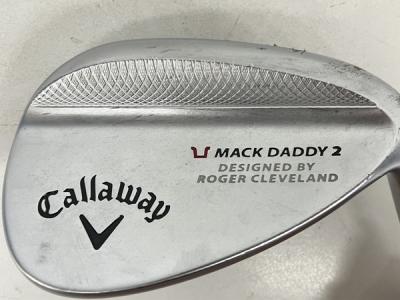 MACK DADDY 2
DESIGNED BY
ROGER CLEVELAND
Callaway